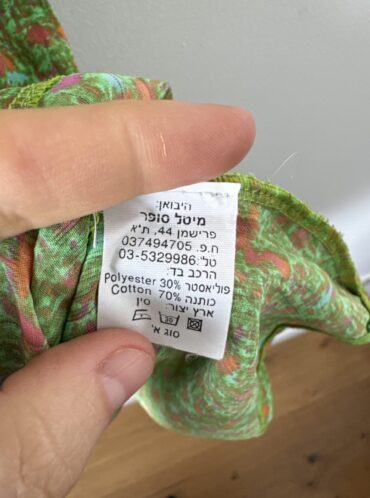 היבואן:
מיטל סופר
פרישמן 44, ת״א
ח.פ. 037494705
טל׳: 03-5329986
הרכב בד:
פוליאסטר 30% Polyester
כותנה 70% Cotton
ארץ יצור: סין
30
סוג א׳